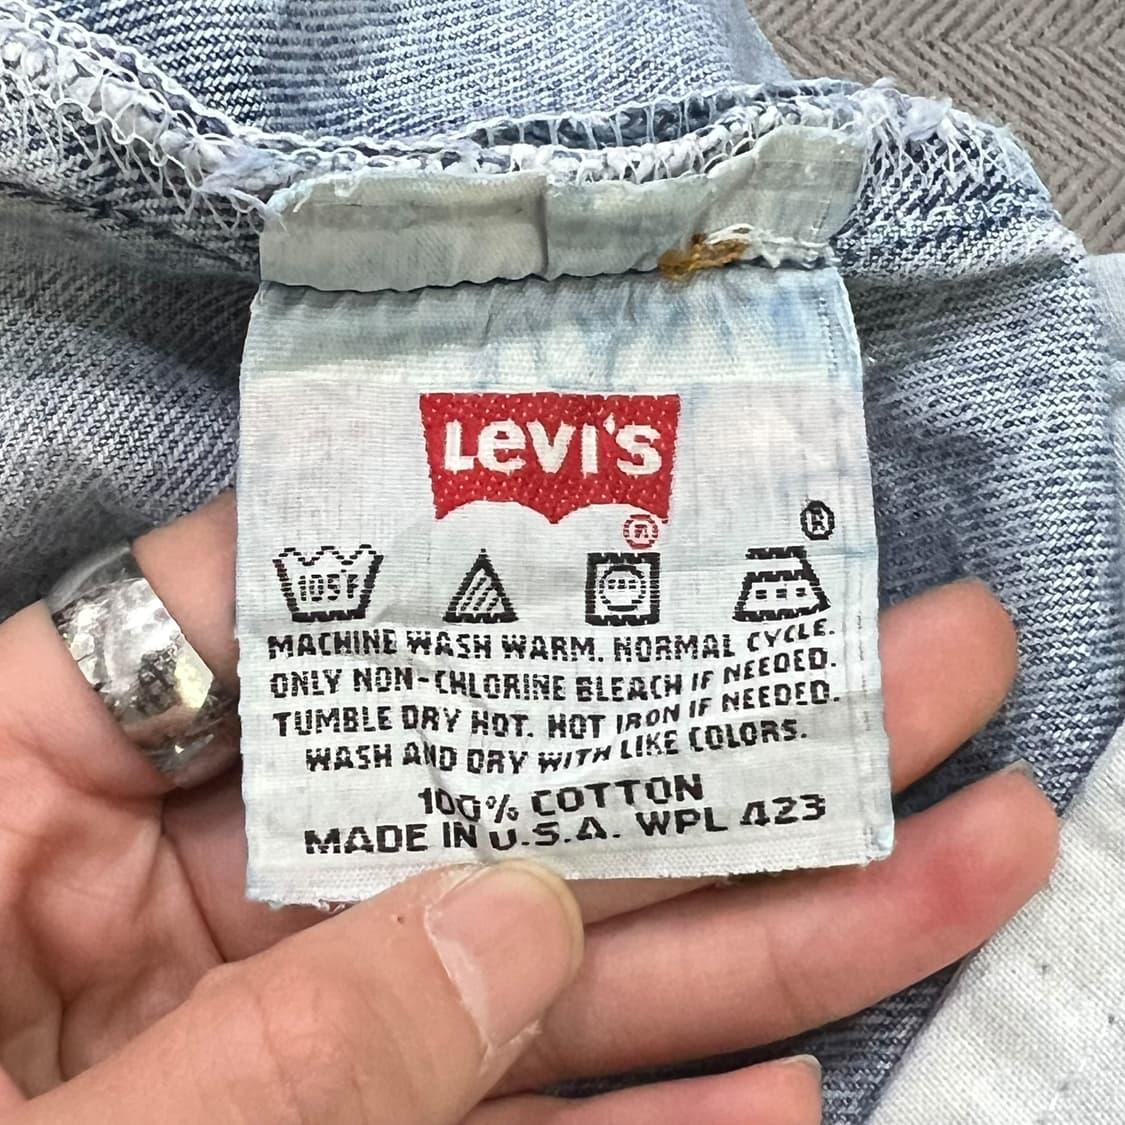 Levi's
®
®
105F
MACHINE WASH WARM. NORMAL CYCLE.
ONLY NON-CHLORINE BLEACH IF NEEDED.
TUMBLE DRY HOT. HOT IRON IF NEEDED.
WASH AND DRY WITH LIKE COLORS.
100% COTTON
MADE IN U.S.A. WPL 423